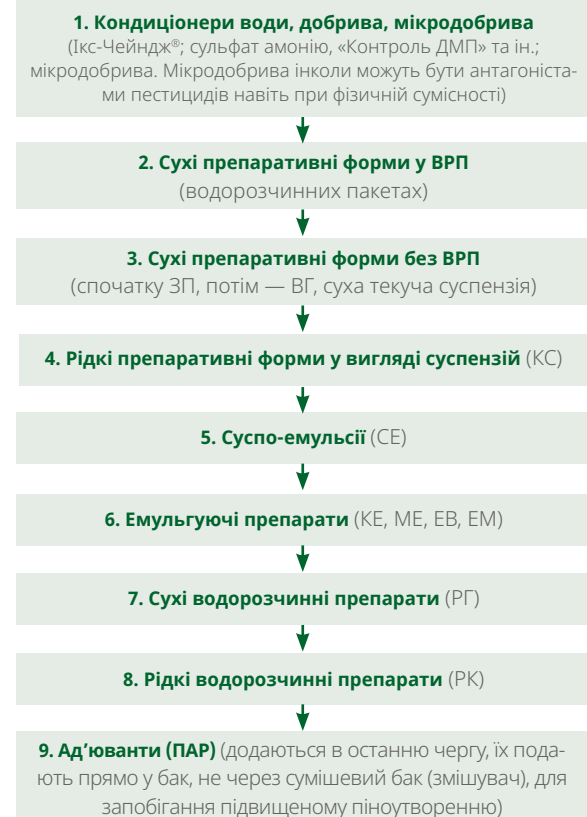 1. Кондиціонери води, добрива, мікродобрива
(Ікс-Чейндж®; сульфат амонію, «Контроль ДМП» та ін.;
мікродобрива. Мікродобрива інколи можуть бути антагоніста-
ми пестицидів навіть при фізичній сумісності)
2. Сухі препаративні форми у ВРП
(водорозчинних пакетах)
3. Сухі препаративні форми без ВРП
(спочатку ЗП, потім — ВГ, суха текуча суспензія)
4. Рідкі препаративні форми у вигляді суспензій (КС)
5. Суспо-емульсії (СЕ)
6. Емульгуючі препарати (КЕ, МЕ, ЕВ, ЕМ)
7. Сухі водорозчинні препарати (РГ)
8. Рідкі водорозчинні препарати (РК)
9. Ад’юванти (ПАР) (додаються в останню чергу, їх пода-
ють прямо у бак, не через сумішевий бак (змішувач), для
запобігання підвищеному піноутворенню)